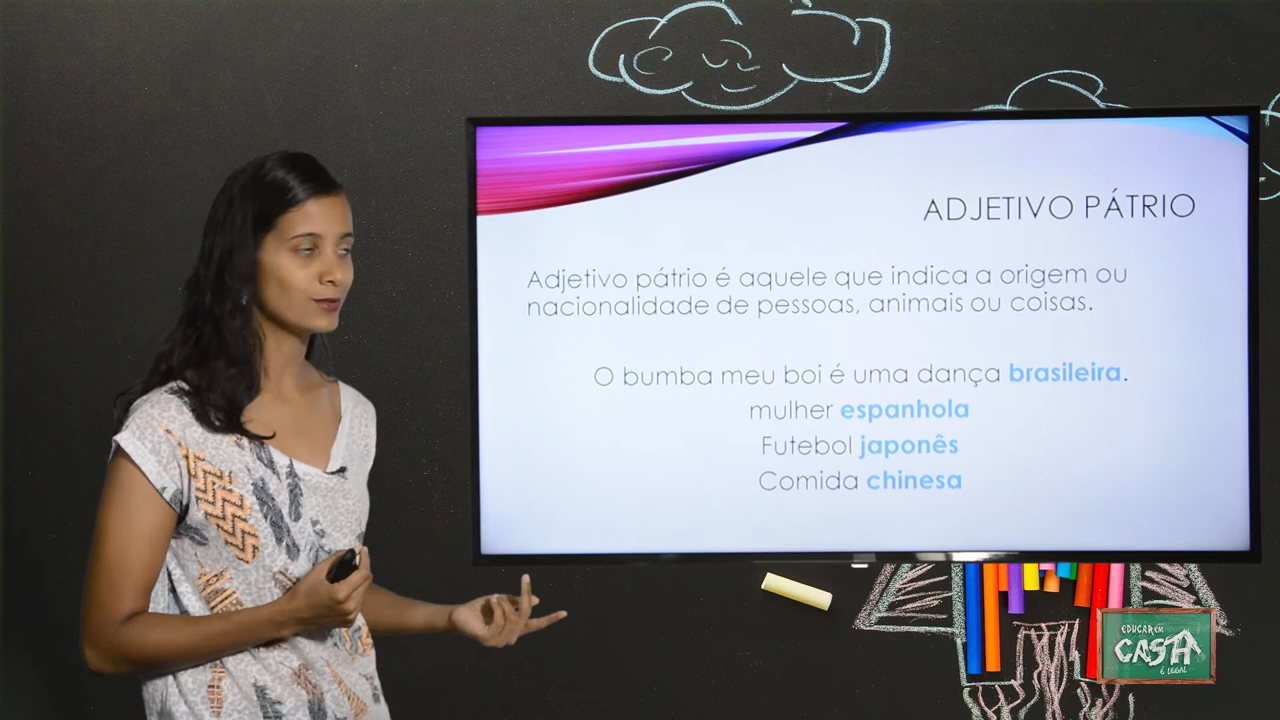 ADJETIVO PÁTRIO
Adjetivo pátrio é aquele que indica a origem ou
nacionalidade de pessoas, animais ou coisas.
O bumba meu boi é uma dança brasileira.
mulher espanhola
Futebol japonês
Comida chinesa
EDUCAR EM
CASA
É LEGAL